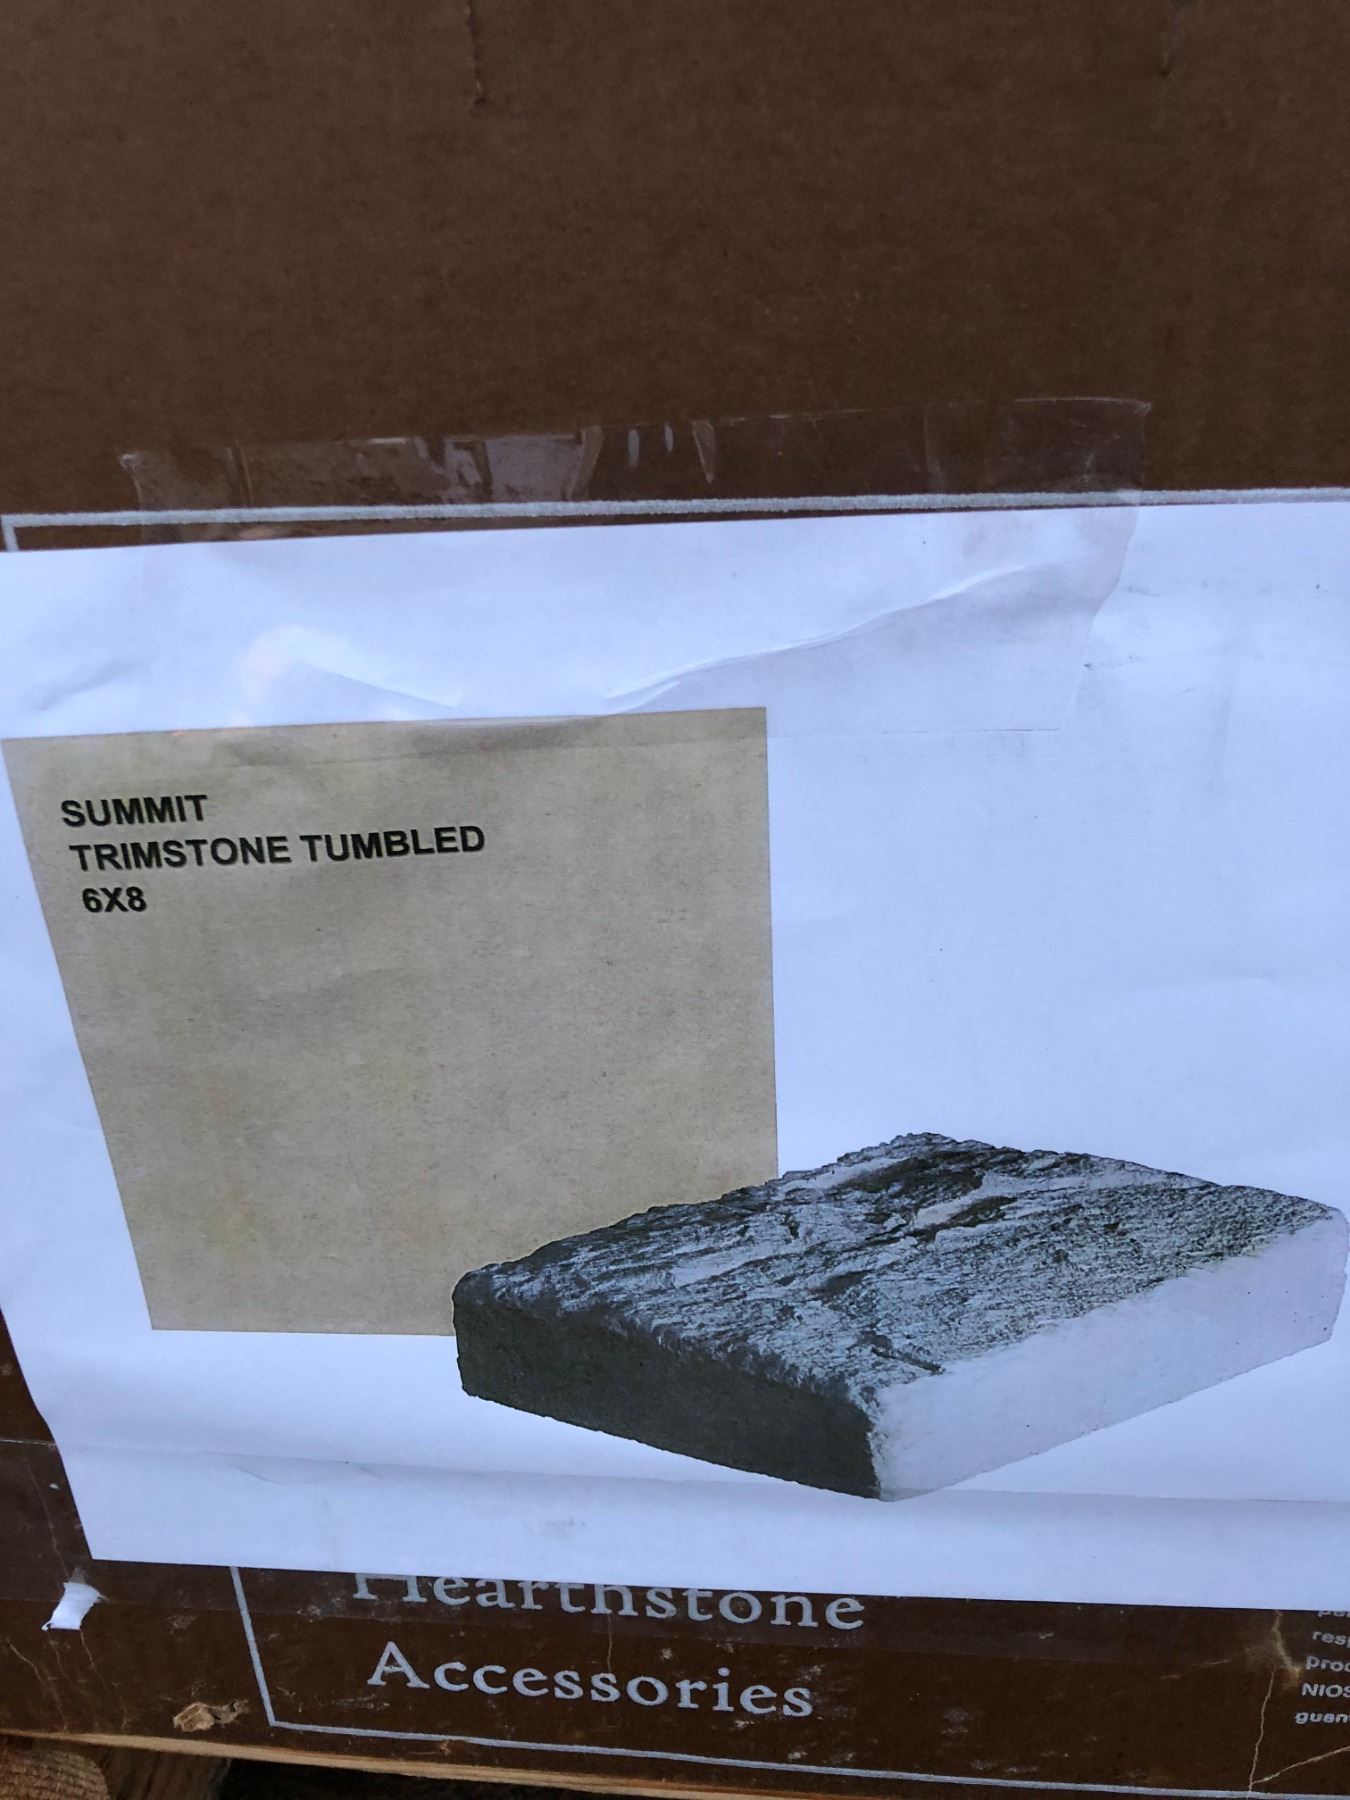 SUMMIT
TRIMSTONE TUMBLED
6X8
Hearthstone
Accessories